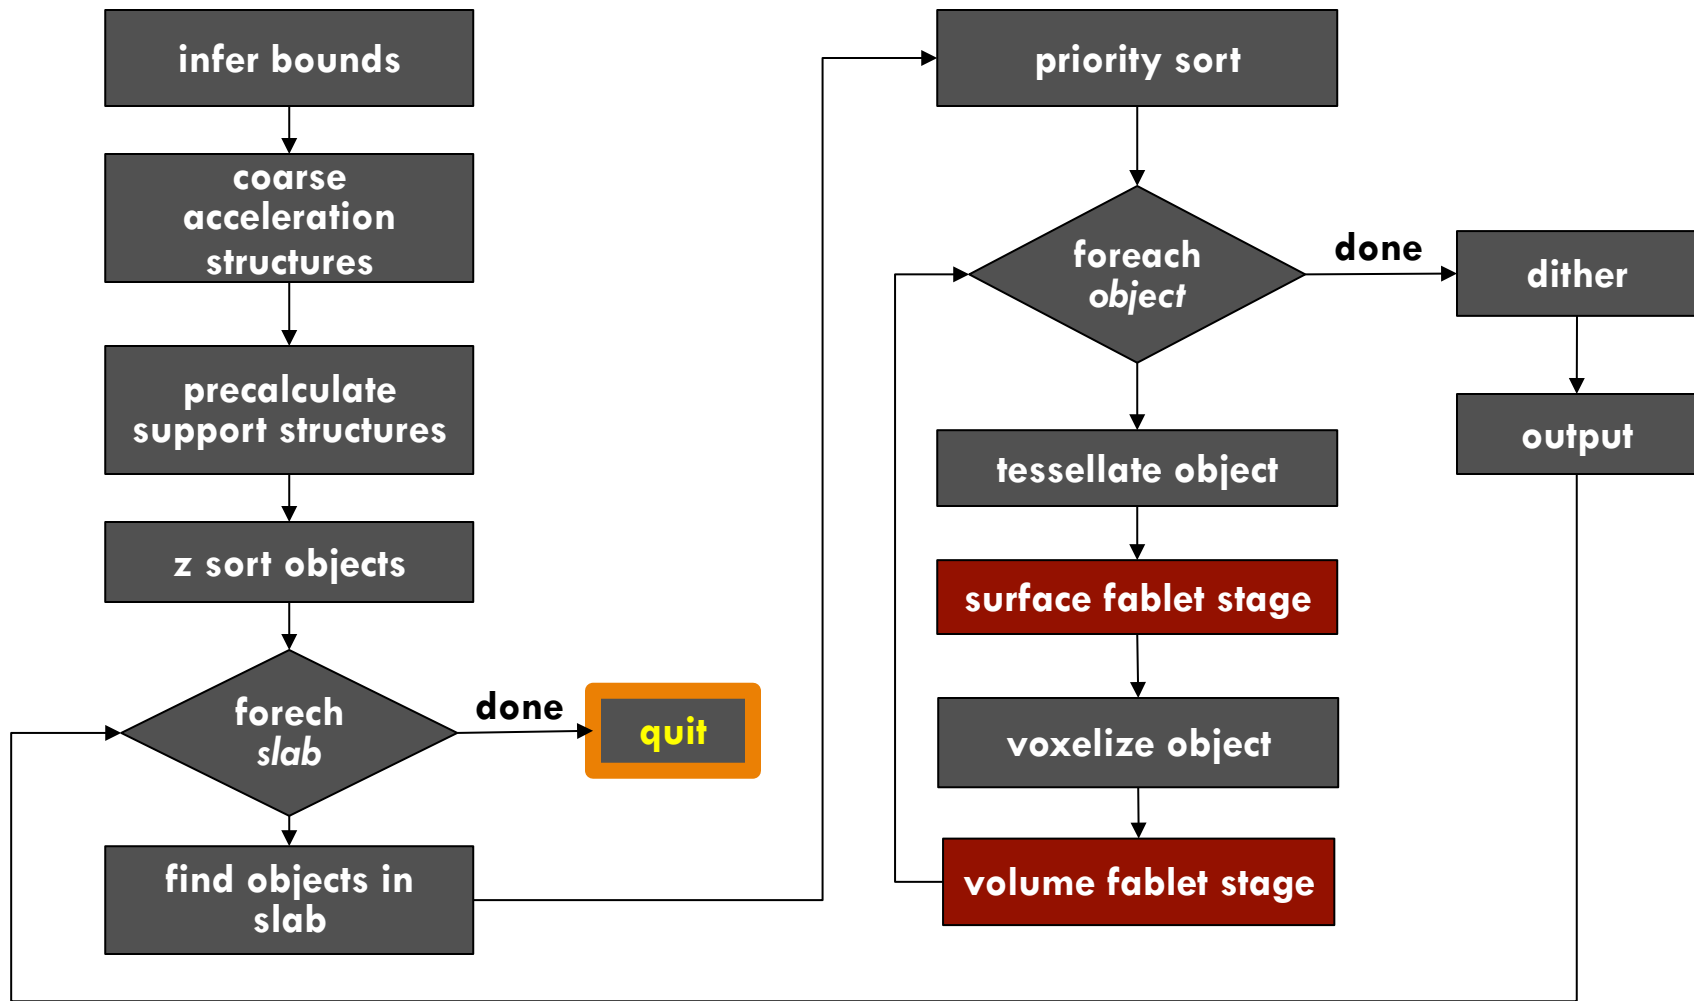 infer bounds
coarse
acceleration
structures
precalculate
support structures
z sort objects
forech
slab
done
quit
find objects in
slab
priority sort
foreach
object
done
dither
output
tessellate object
surface fablet stage
voxelize object
volume fablet stage